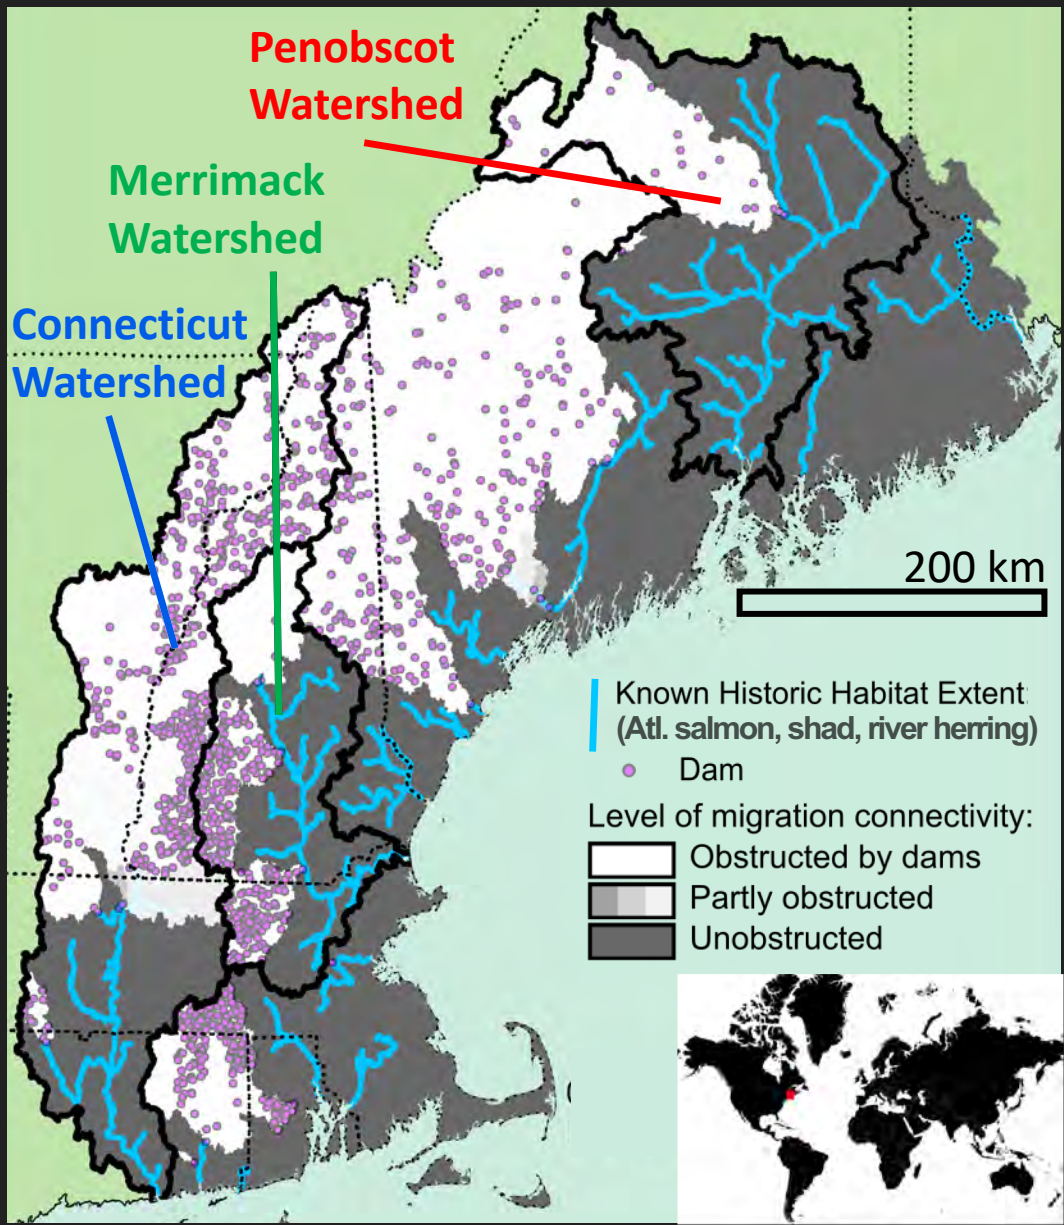 Penobscot
Watershed
Merrimack
Watershed
Connecticut
Watershed
200 km
Known Historic Habitat Extent:
(Atl. salmon, shad, river herring)
Dam
Level of migration connectivity:
Obstructed by dams
Partly obstructed
Unobstructed